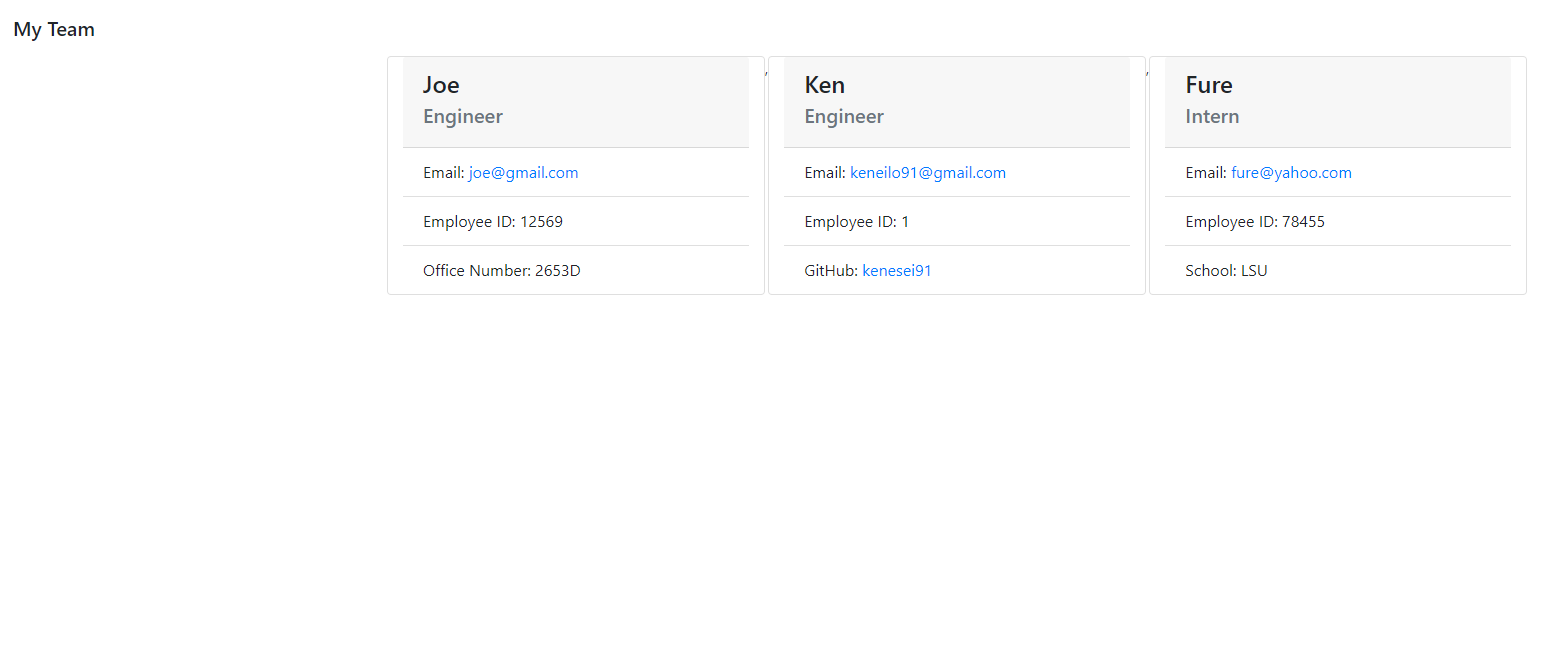 My Team
Joe
Engineer
Email: joe@gmail.com
Employee ID: 12569
Office Number: 2653D
,
Ken
Engineer
Email: keneilo91@gmail.com
Employee ID: 1
GitHub: kenesei91
,
Fure
Intern
Email: fure@yahoo.com
Employee ID: 78455
School: LSU